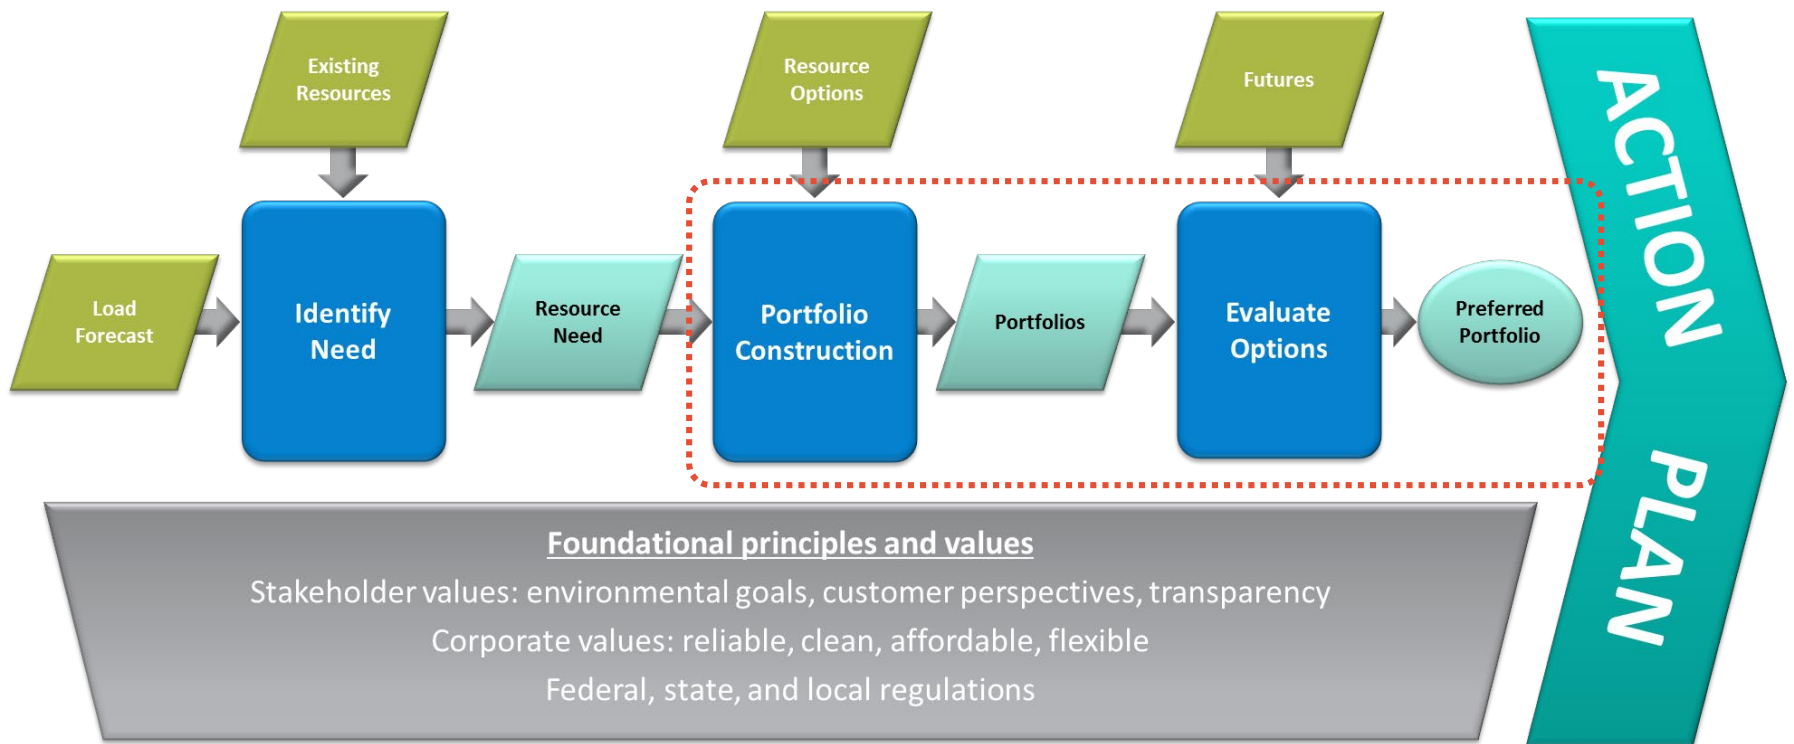 Existing
Resources
Resource
Options
Futures
Load
Forecast
Identify
Need
Resource
Need
Portfolio
Construction
Portfolios
Evaluate
Options
Preferred
Portfolio
ACTION
PLAN
Foundational principles and values
Stakeholder values: environmental goals, customer perspectives, transparency
Corporate values: reliable, clean, affordable, flexible
Federal, state, and local regulations